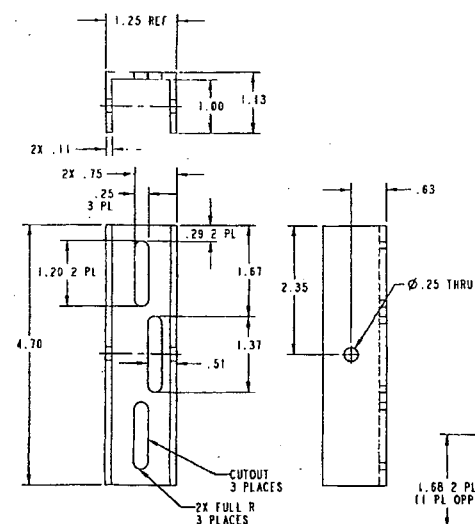 1.25 REF
1.00
1.13
2X .11
2X .75
.25
3 PL
.29 2 PL
.63
1.20 2 PL
1.67
2.35
Ø.25 THRU
4.70
1.37
.51
CUTOUT
3 PLACES
2X FULL R
3 PLACES
1.68 2 PL
(1 PL OPP